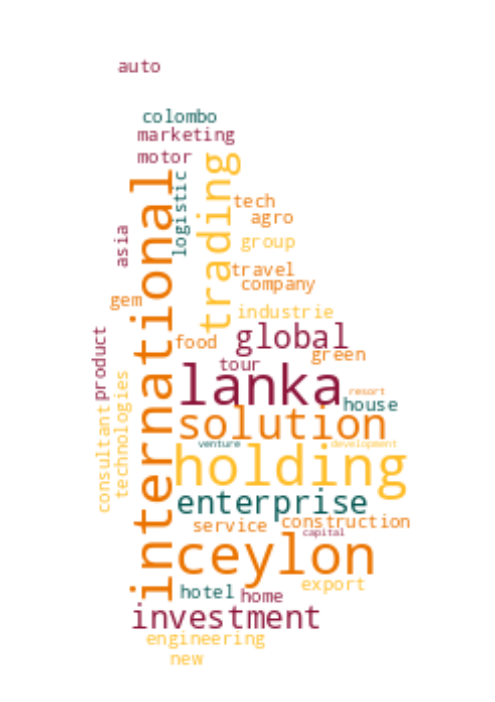 auto
colombo
marketing
motor
international
logistic
trading
tech
agro
asia
group
travel
company
gem
industrie
product
food
global
green
tour
technologies
consultant
lanka
resort
house
solution
venture
development
holding
enterprise
service
construction
capital
ceylon
export
hotel
home
investment
engineering
new